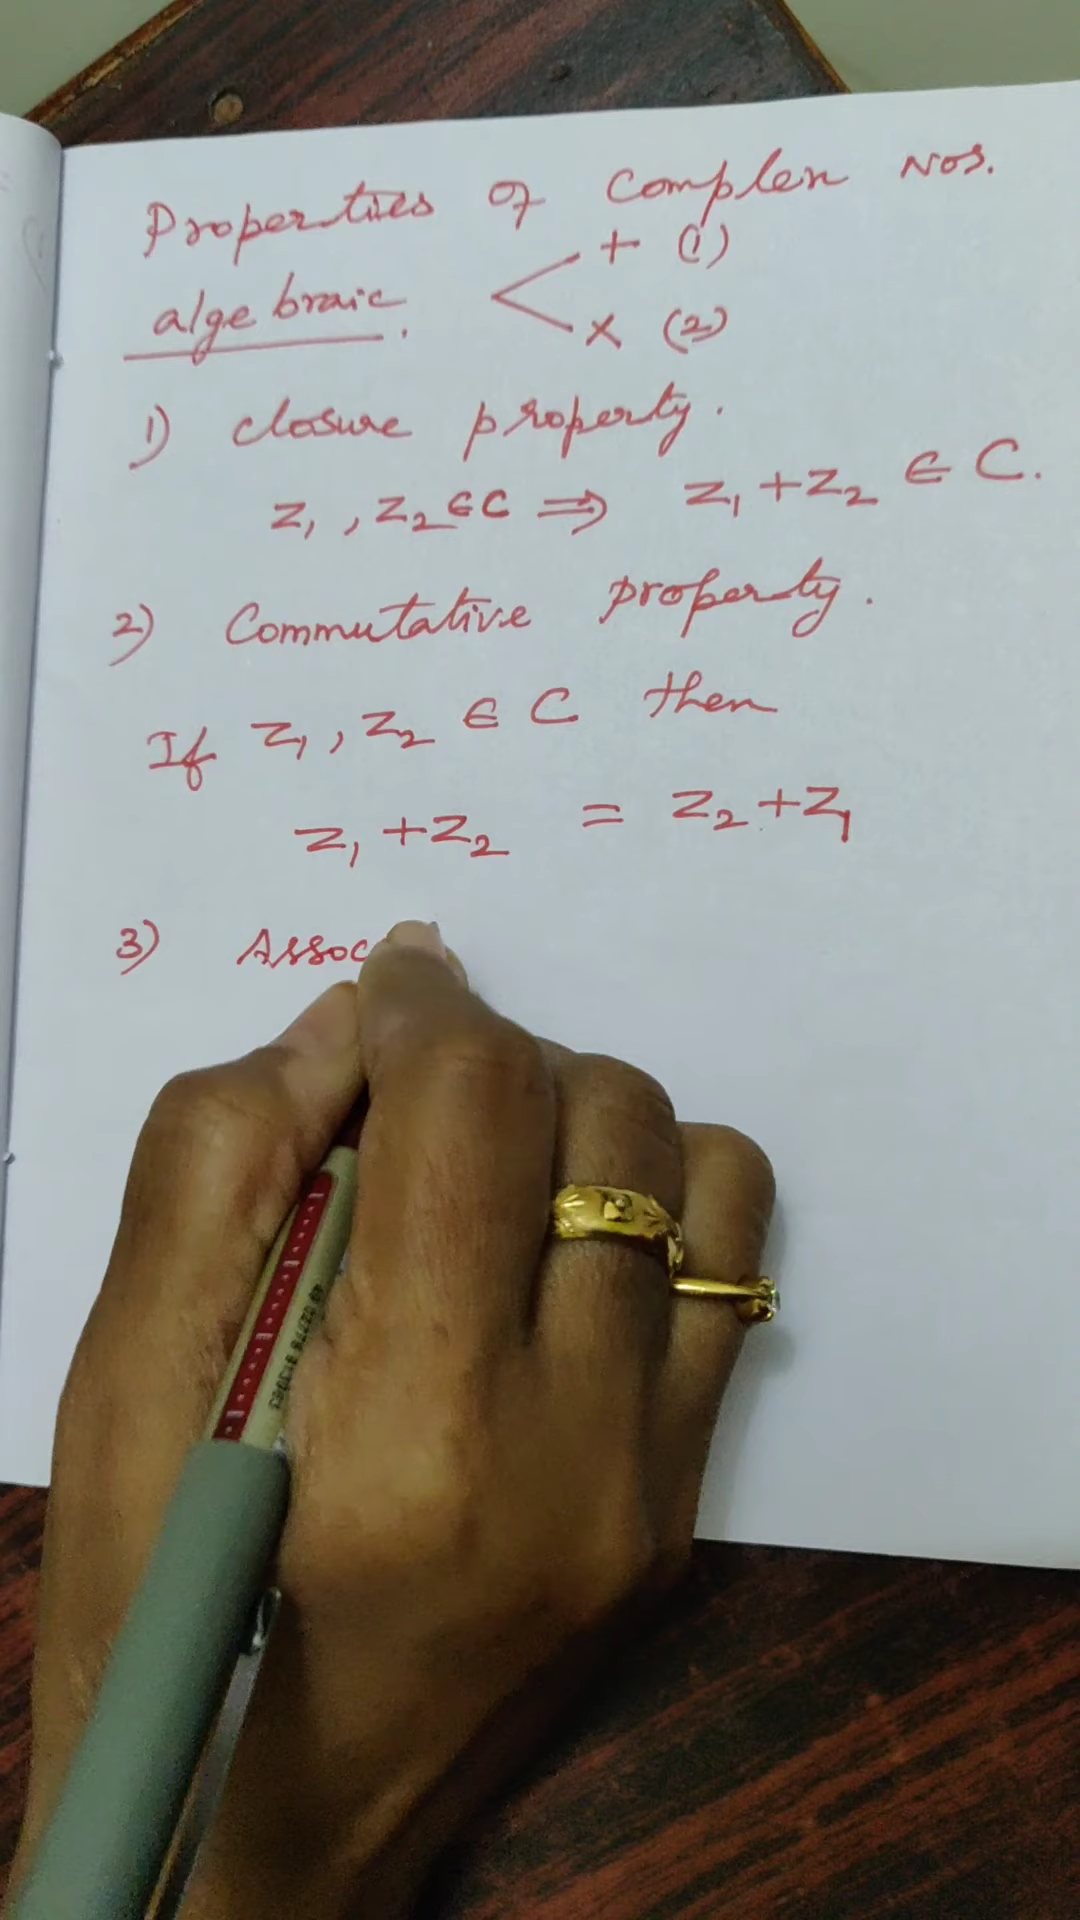 Properties of complex Nos.
algebraic. + (1)
× (2)
1) closure property.
z₁, z₂ ∈ C ⇒ z₁ + z₂ ∈ C.
2) Commutative property.
If z₁, z₂ ∈ C then
z₁ + z₂ = z₂ + z₁
3) Assoc